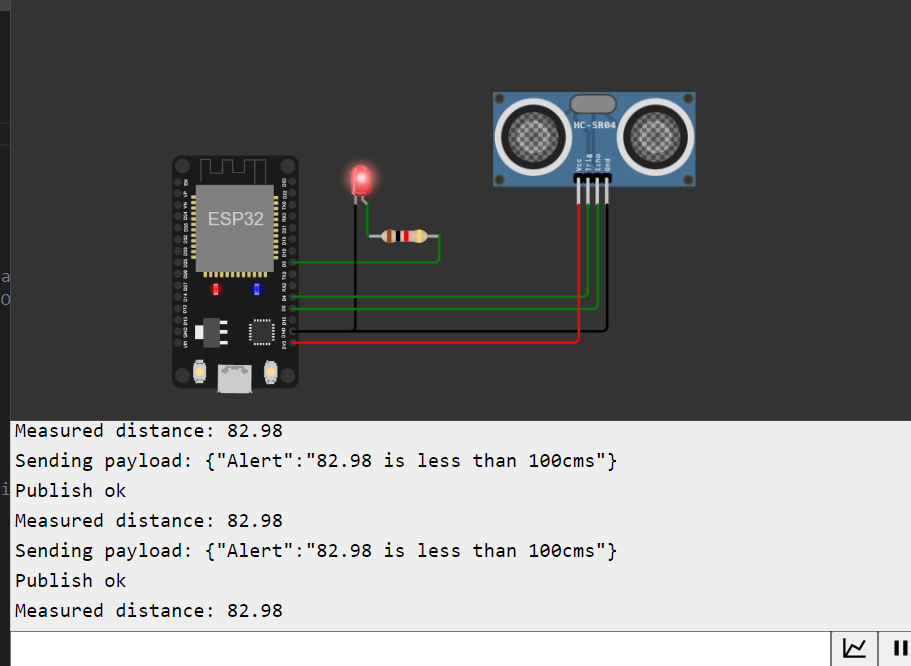 HC-SR04
Vcc
Trig
Echo
Gnd
ESP32
Measured distance: 82.98
Sending payload: {"Alert":"82.98 is less than 100cms"}
Publish ok
Measured distance: 82.98
Sending payload: {"Alert":"82.98 is less than 100cms"}
Publish ok
Measured distance: 82.98